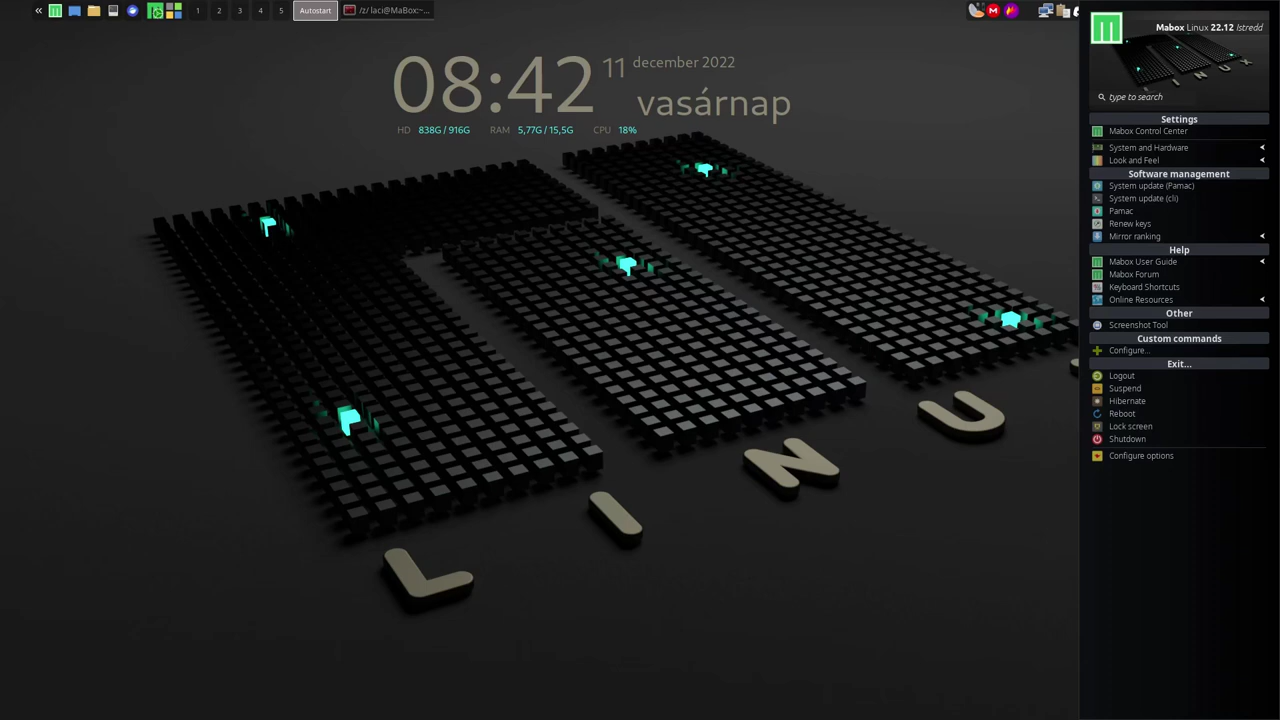 « 1 2 3 4 5 Autostart /z/ laci@MaBox:~...
08:42 11 december 2022
vasárnap
HD 838G / 916G RAM 5,77G / 15,5G CPU 18%
L I N U
Mabox Linux 22.12 Istredd
L I N U X
type to search
Settings
Mabox Control Center
System and Hardware
Look and Feel
Software management
System update (Pamac)
System update (cli)
Pamac
Renew keys
Mirror ranking
Help
Mabox User Guide
Mabox Forum
Keyboard Shortcuts
Online Resources
Other
Screenshot Tool
Custom commands
Configure...
Exit...
Logout
Suspend
Hibernate
Reboot
Lock screen
Shutdown
Configure options